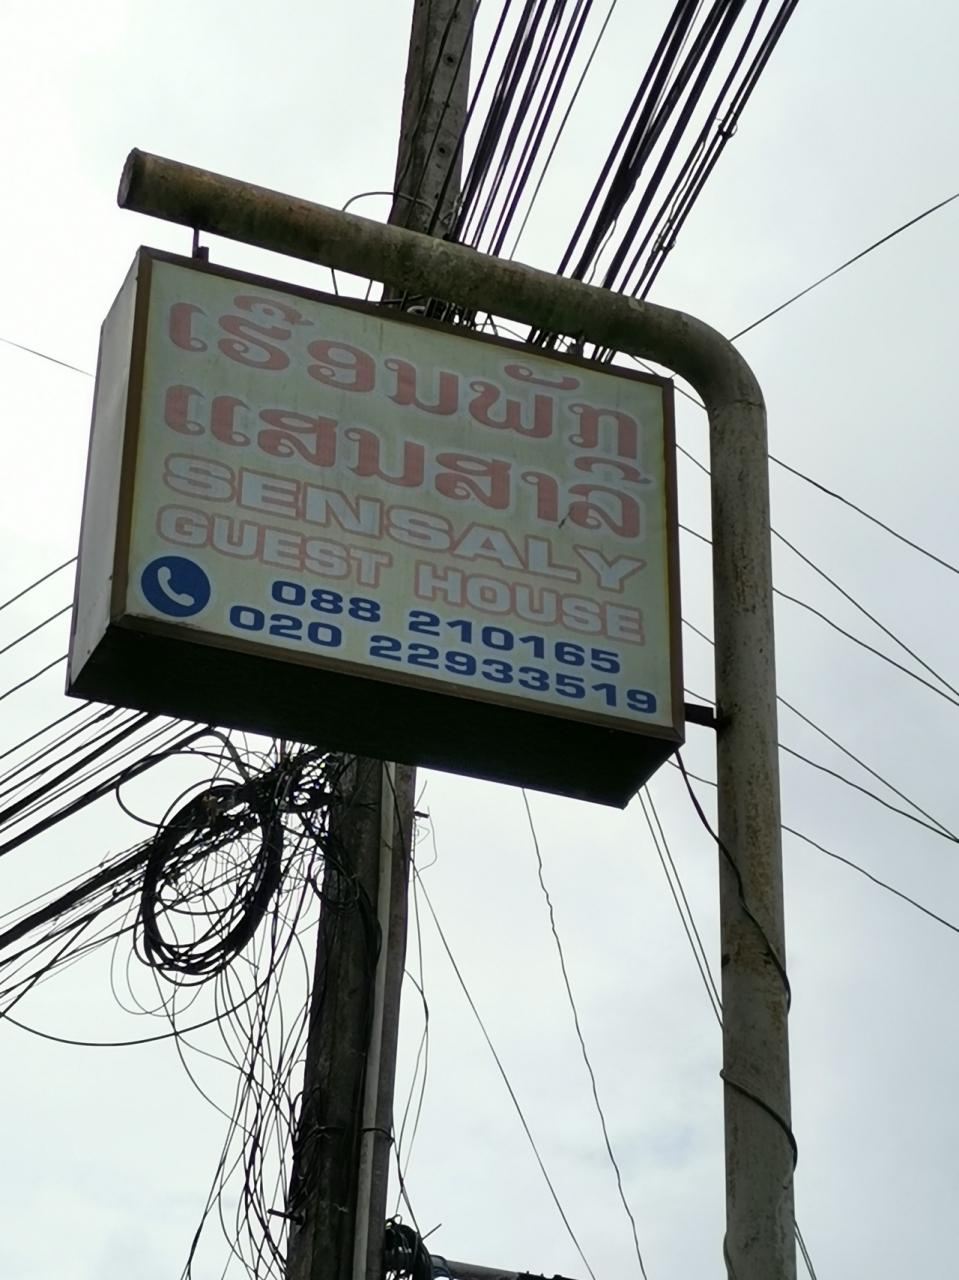 ເຮືອນພັກ
ແສນສາລີ
SENSALY
GUEST HOUSE
088 210165
020 22933519